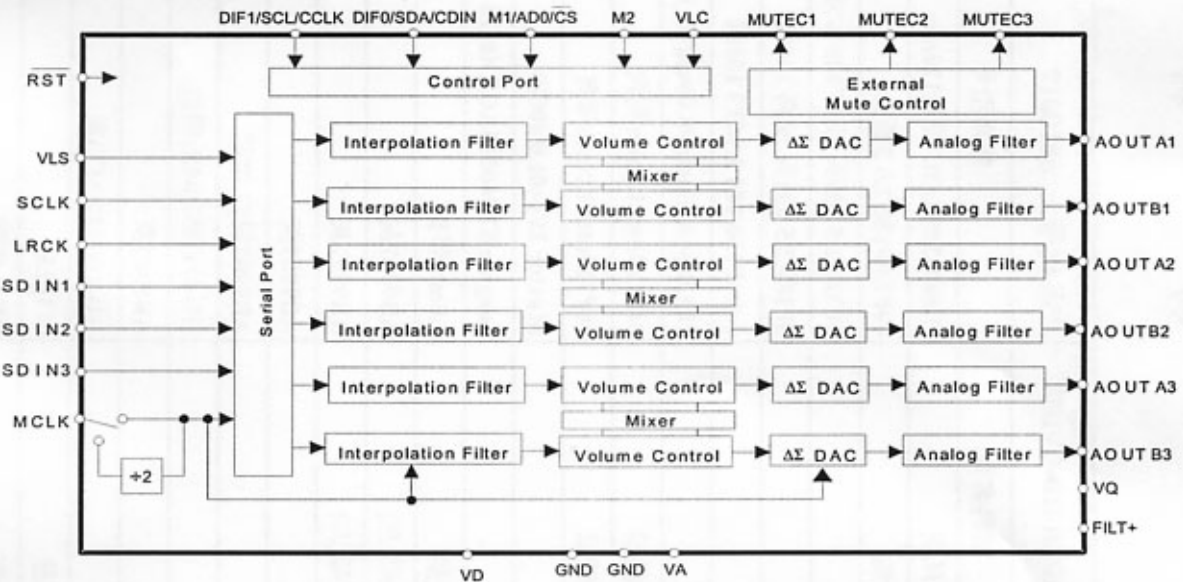 DIF1/SCL/CCLK DIF0/SDA/CDIN M1/AD0/CS M2 VLC MUTEC1 MUTEC2 MUTEC3
RST
Control Port
External
Mute Control
VLS
SCLK
LRCK
SDIN1
SDIN2
SDIN3
MCLK
÷2
Serial Port
Interpolation Filter Volume Control ΔΣ DAC Analog Filter AOUTA1
Mixer
Interpolation Filter Volume Control ΔΣ DAC Analog Filter AOUTB1
Interpolation Filter Volume Control ΔΣ DAC Analog Filter AOUTA2
Mixer
Interpolation Filter Volume Control ΔΣ DAC Analog Filter AOUTB2
Interpolation Filter Volume Control ΔΣ DAC Analog Filter AOUTA3
Mixer
Interpolation Filter Volume Control ΔΣ DAC Analog Filter AOUTB3
VQ
FILT+
VD GND GND VA